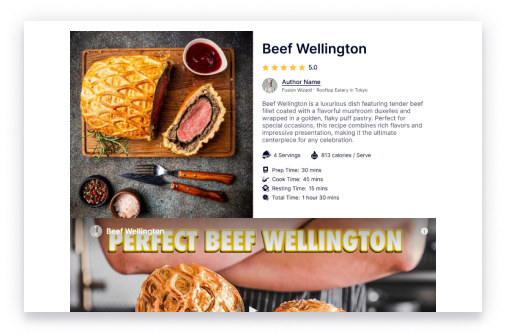 Beef Wellington
5.0
Author Name
Fusion Wizard - Rooftop Eatery in Tokyo
Beef Wellington is a luxurious dish featuring tender beef
fillet coated with a flavorful mushroom duxelles and
wrapped in a golden, flaky puff pastry. Perfect for
special occasions, this recipe combines rich flavors and
impressive presentation, making it the ultimate
centerpiece for any celebration.
4 Servings
813 calories / Serve
Prep Time: 30 mins
Cook Time: 45 mins
Resting Time: 15 mins
Total Time: 1 hour 30 mins
Beef Wellington
PERFECT BEEF WELLINGTON